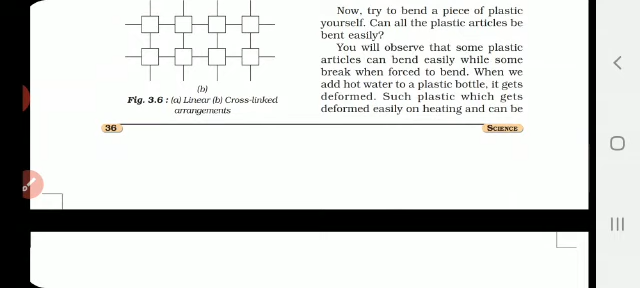 (b)
Fig. 3.6 : (a) Linear (b) Cross-linked
arrangements
Now, try to bend a piece of plastic
yourself. Can all the plastic articles be
bent easily?
You will observe that some plastic
articles can bend easily while some
break when forced to bend. When we
add hot water to a plastic bottle, it gets
deformed. Such plastic which gets
deformed easily on heating and can be
36
SCIENCE